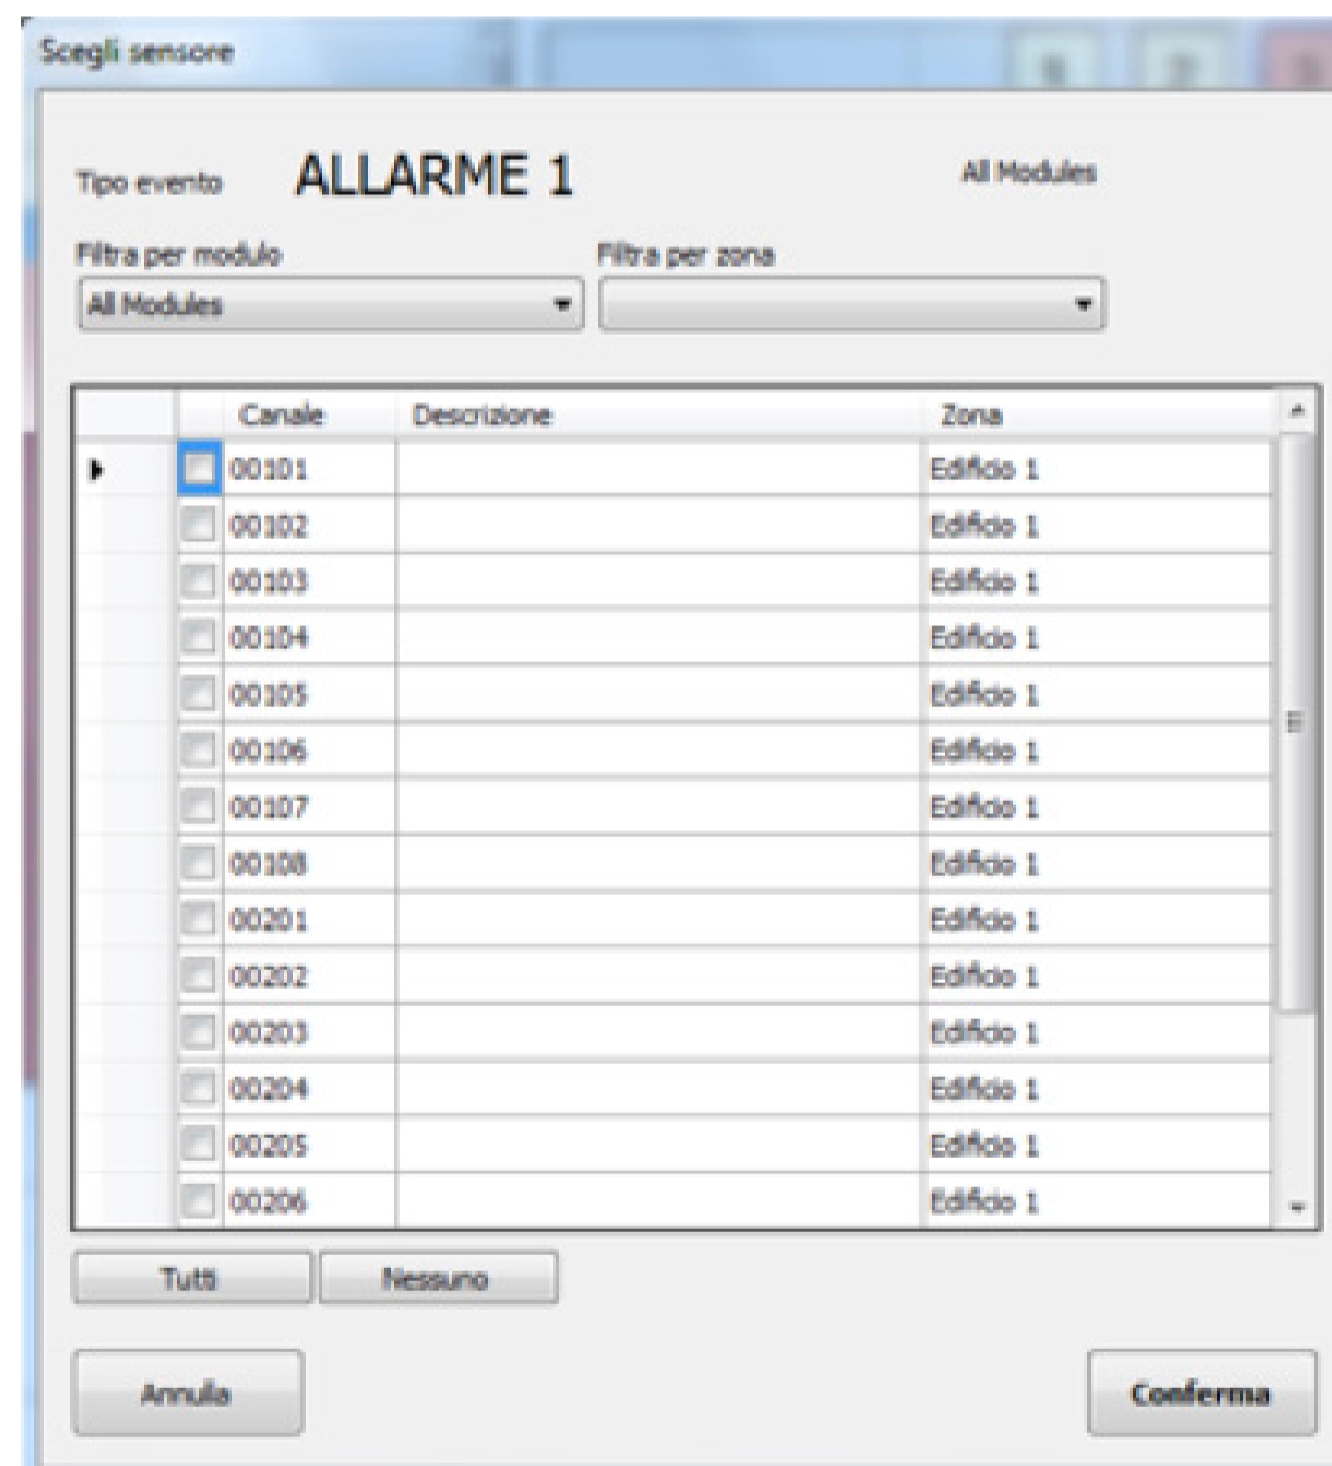 Scegli sensore
Tipo evento ALLARME 1 All Modules
Filtra per modulo Filtra per zona
All Modules
Canale Descrizione Zona
00101 Edificio 1
00102 Edificio 1
00103 Edificio 1
00104 Edificio 1
00105 Edificio 1
00106 Edificio 1
00107 Edificio 1
00108 Edificio 1
00201 Edificio 1
00202 Edificio 1
00203 Edificio 1
00204 Edificio 1
00205 Edificio 1
00206 Edificio 1
Tutti Nessuno
Annulla Conferma